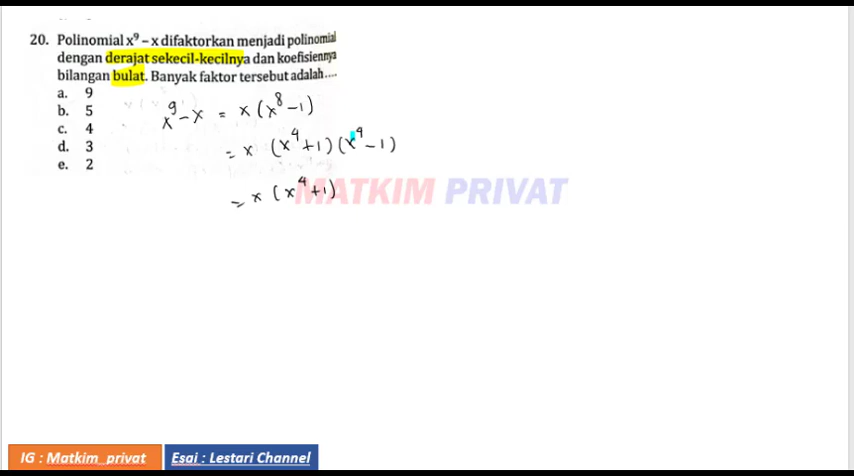 20. Polinomial x⁹ – x difaktorkan menjadi polinomial
dengan derajat sekecil-kecilnya dan koefisiennya
bilangan bulat. Banyak faktor tersebut adalah....
a. 9
b. 5
c. 4
d. 3
e. 2
x⁹ - x = x (x⁸ - 1)
= x (x⁴ + 1) (x⁴ - 1)
= x (x⁴ + 1)
MATKIM PRIVAT
IG : Matkim_privat
Esai : Lestari Channel